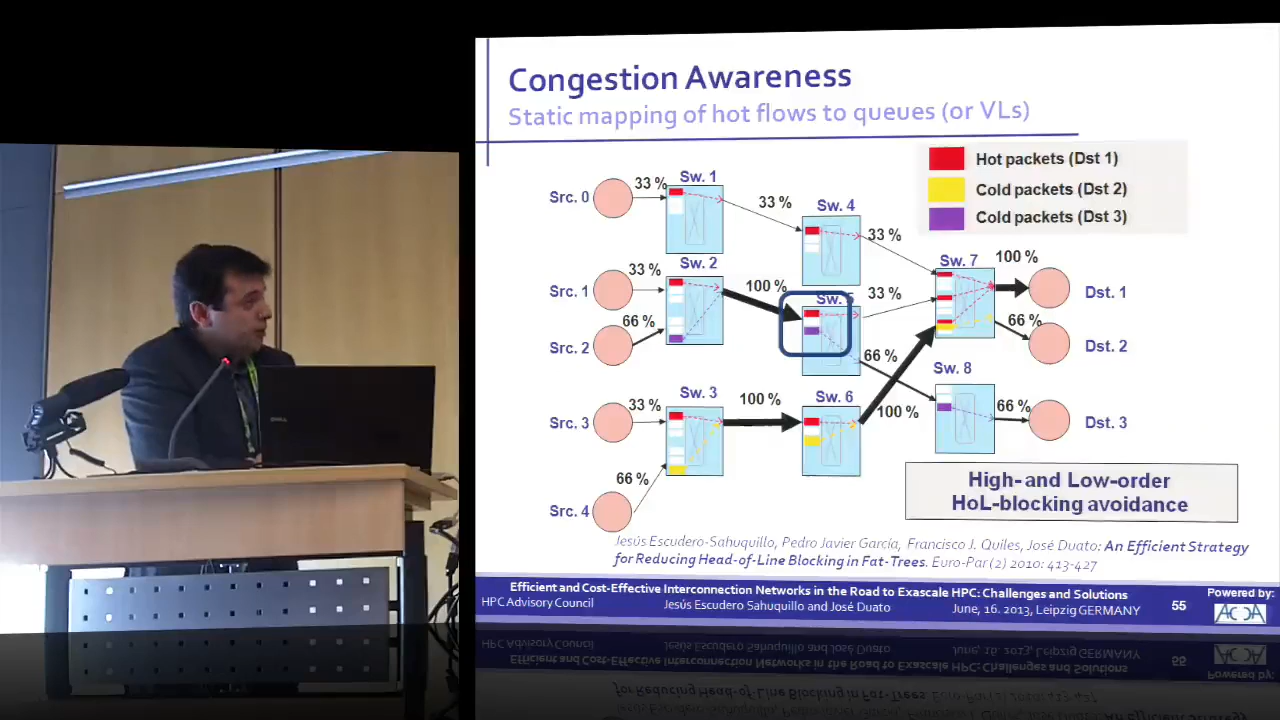 Congestion Awareness
Static mapping of hot flows to queues (or VLs)
Hot packets (Dst 1)
Cold packets (Dst 2)
Cold packets (Dst 3)
Src. 0
33 %
Sw. 1
33 %
Sw. 4
33 %
Src. 1
33 %
Sw. 2
100 %
33 %
Sw. 7
100 %
Dst. 1
Src. 2
66 %
66 %
66 %
Dst. 2
Src. 3
33 %
Sw. 3
100 %
Sw. 6
100 %
Sw. 8
66 %
Dst. 3
Src. 4
66 %
High- and Low-order
HoL-blocking avoidance
Jesús Escudero-Sahuquillo, Pedro Javier García, Francisco J. Quiles, José Duato: An Efficient Strategy
for Reducing Head-of-Line Blocking in Fat-Trees. Euro-Par (2) 2010: 413-427
Efficient and Cost-Effective Interconnection Networks in the Road to Exascale HPC: Challenges and Solutions
HPC Advisory Council Jesús Escudero Sahuquillo and José Duato June, 16. 2013, Leipzig GERMANY
55
Powered by:
ACCA
DELL